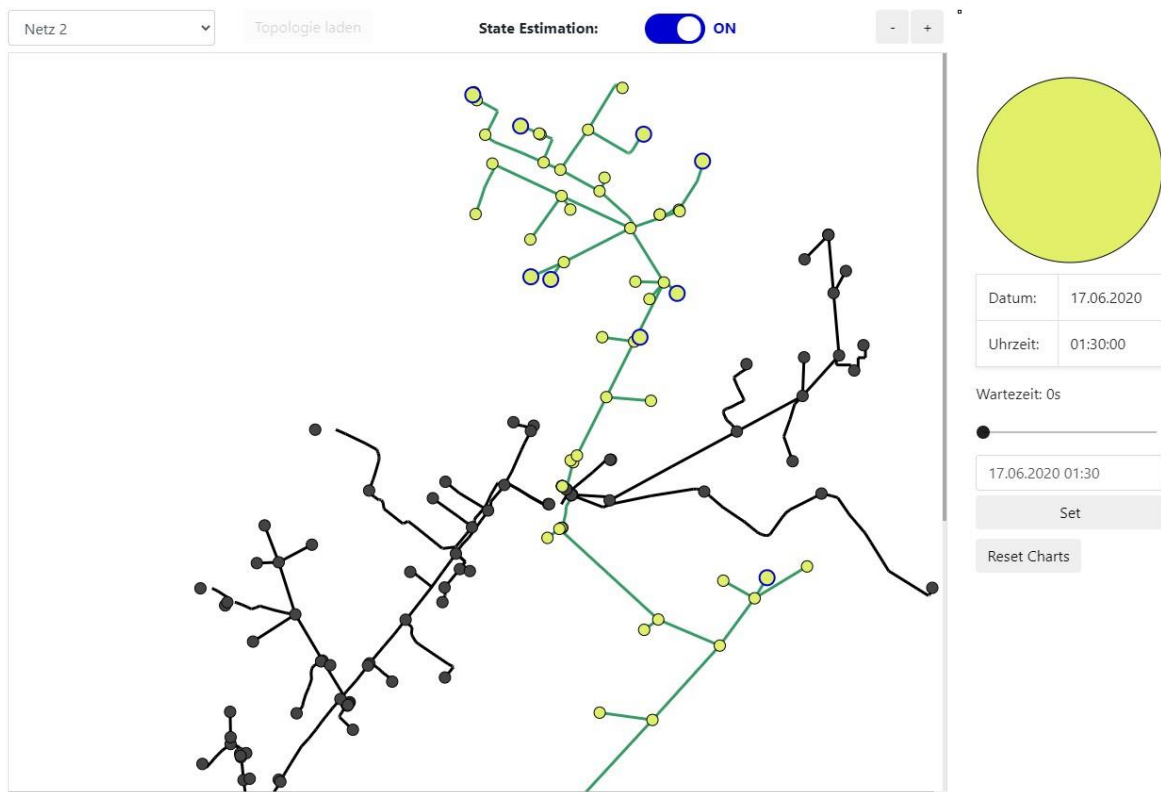 Netz 2
Topologie laden
State Estimation:
ON
-
+
Datum:
17.06.2020
Uhrzeit:
01:30:00
Wartezeit: 0s
17.06.2020 01:30
Set
Reset Charts